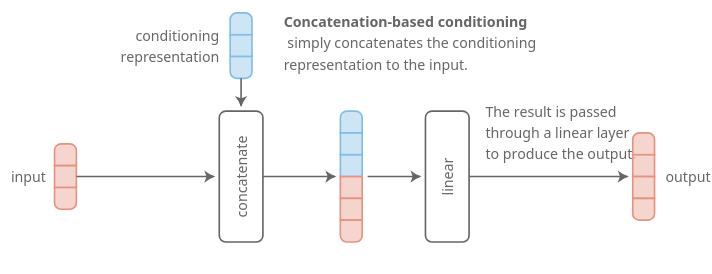 conditioning
representation
Concatenation-based conditioning
simply concatenates the conditioning
representation to the input.
input
concatenate
linear
The result is passed
through a linear layer
to produce the output
output